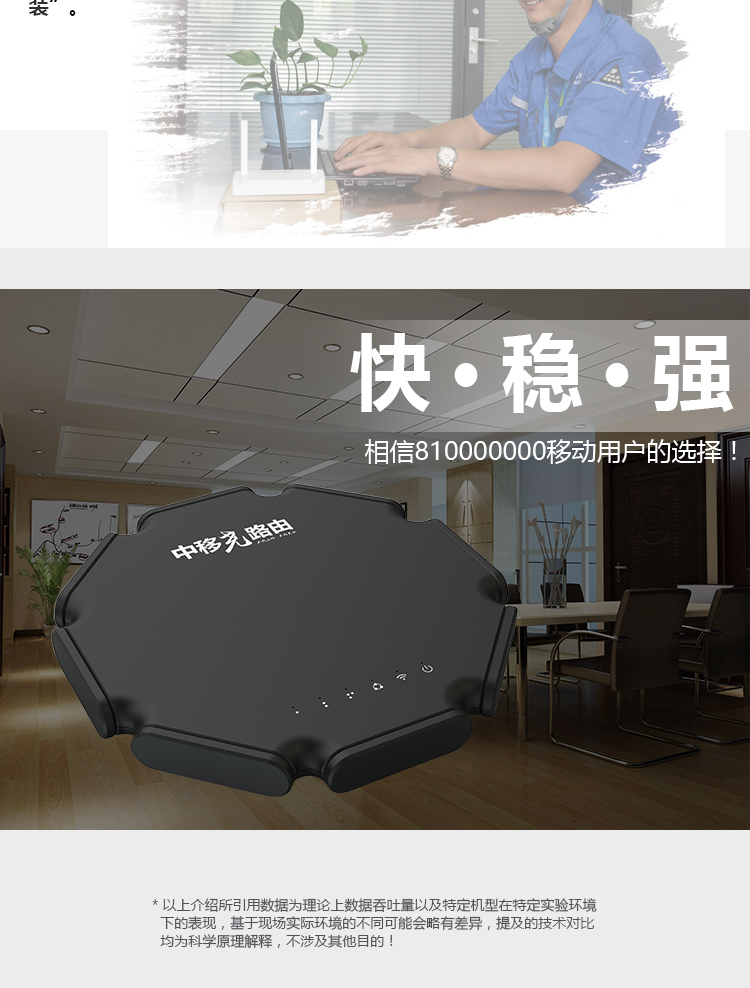 装”。
快·稳·强
相信810000000移动用户的选择！
中移光路由
* 以上介绍所引用数据为理论上数据吞吐量以及特定机型在特定实验环境
下的表现，基于现场实际环境的不同可能会略有差异，提及的技术对比
均为科学原理解释，不涉及其他目的！